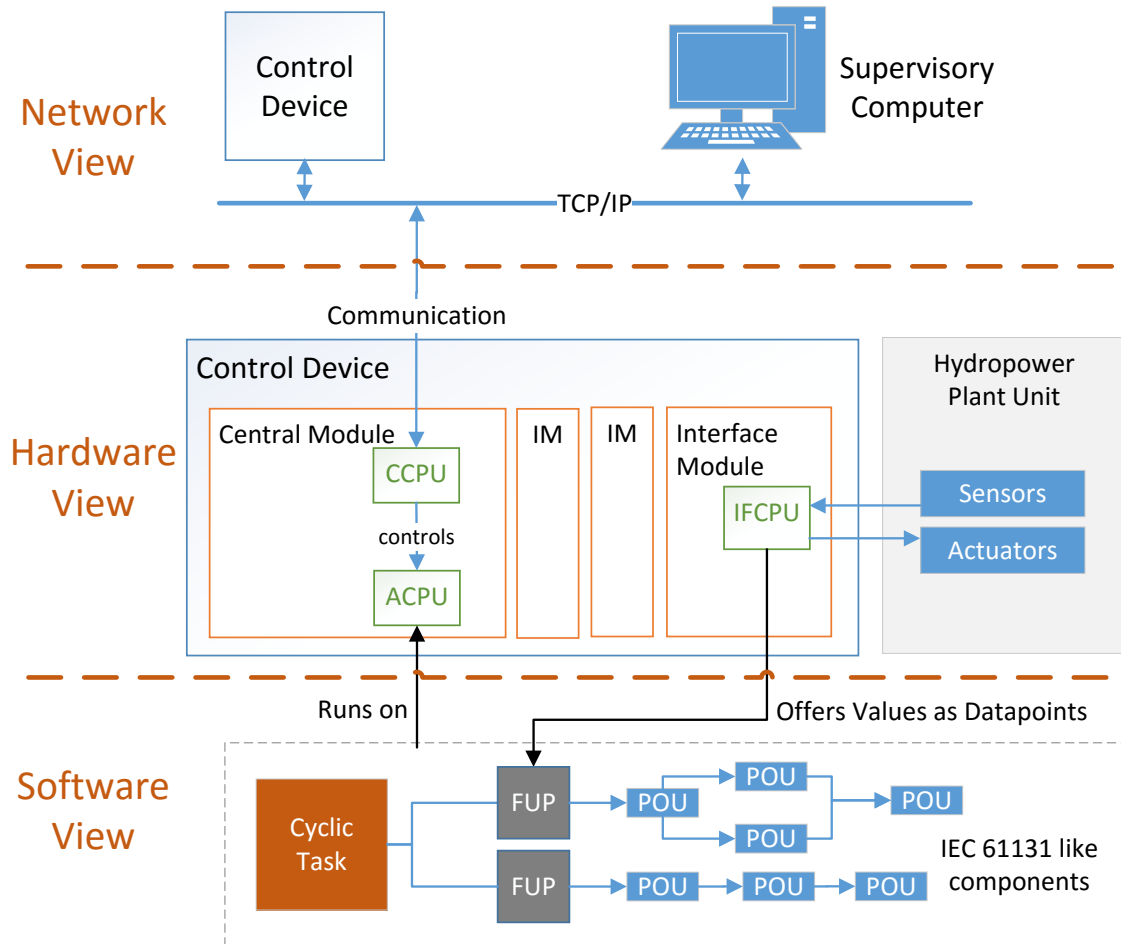 Network
View
Control
Device
Supervisory
Computer
TCP/IP
Communication
Hardware
View
Control Device
Central Module
CCPU
controls
ACPU
IM
IM
Interface
Module
IFCPU
Hydropower
Plant Unit
Sensors
Actuators
Runs on
Offers Values as Datapoints
Software
View
Cyclic
Task
FUP
POU
POU
POU
POU
FUP
POU
POU
POU
IEC 61131 like
components